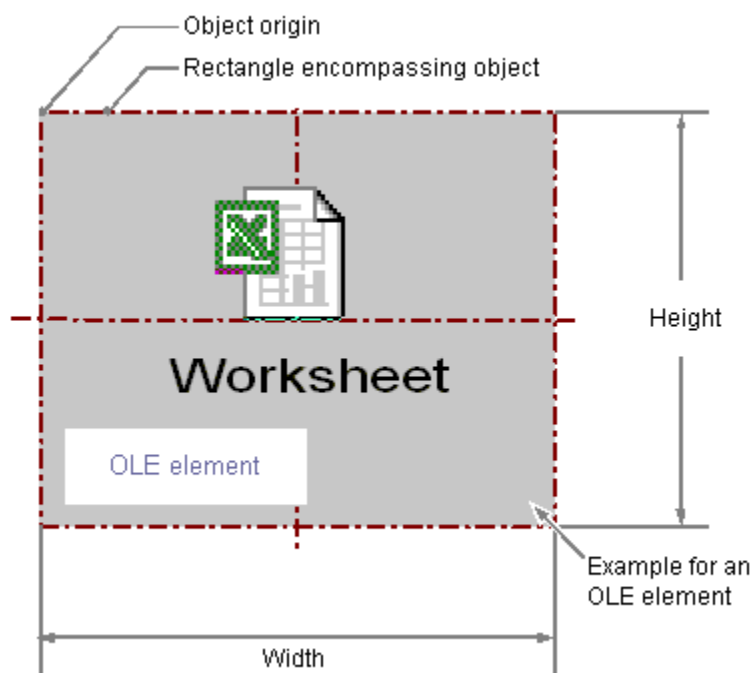 Object origin
Rectangle encompassing object
Height
Worksheet
OLE element
Example for an
OLE element
Width